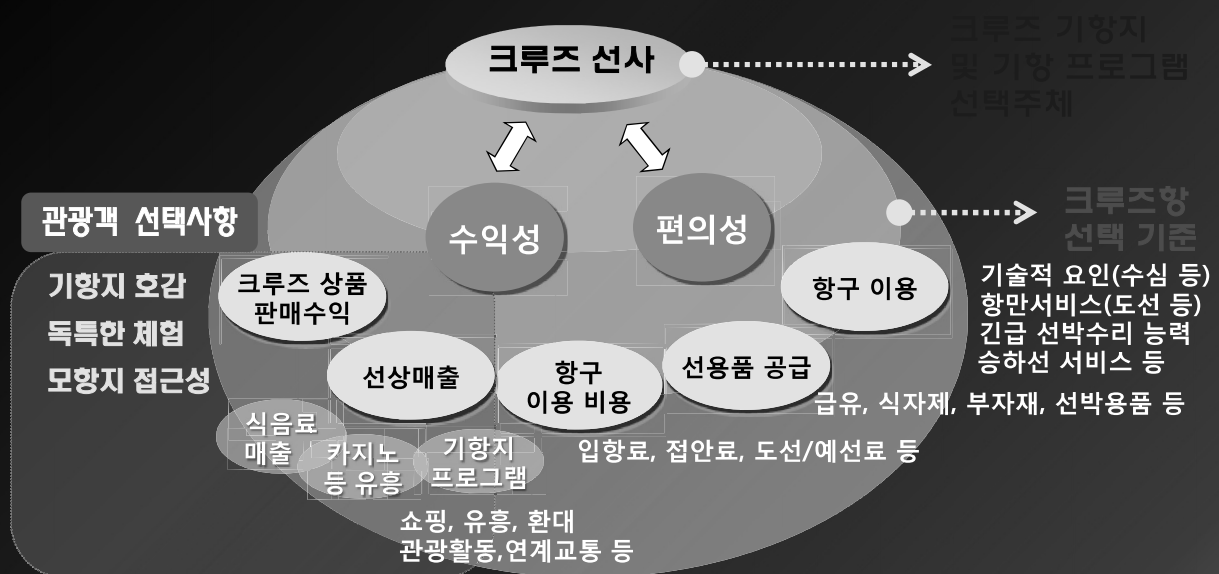 크루즈 선사
크루즈 기항지
및 기항 프로그램
선택주체
관광객 선택사항
기항지 호감
독특한 체험
모항지 접근성
수익성
편의성
크루즈항
선택 기준
기술적 요인(수심 등)
항만서비스(도선 등)
긴급 선박수리 능력
승하선 서비스 등
크루즈 상품
판매수익
선상매출
항구
이용 비용
선용품 공급
항구 이용
급유, 식자제, 부자재, 선박용품 등
입항료, 접안료, 도선/예선료 등
식음료
매출
카지노
등 유흥
기항지
프로그램
쇼핑, 유흥, 환대
관광활동,연계교통 등